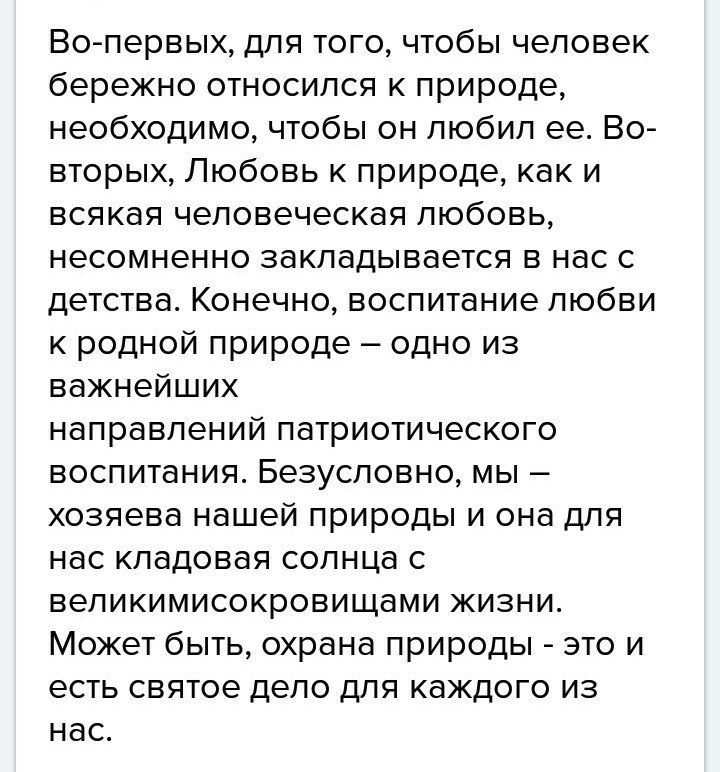 Во-первых, для того, чтобы человек
бережно относился к природе,
необходимо, чтобы он любил ее. Во-
вторых, Любовь к природе, как и
всякая человеческая любовь,
несомненно закладывается в нас с
детства. Конечно, воспитание любви
к родной природе – одно из
важнейших
направлений патриотического
воспитания. Безусловно, мы –
хозяева нашей природы и она для
нас кладовая солнца с
великимисокровищами жизни.
Может быть, охрана природы - это и
есть святое дело для каждого из
нас.